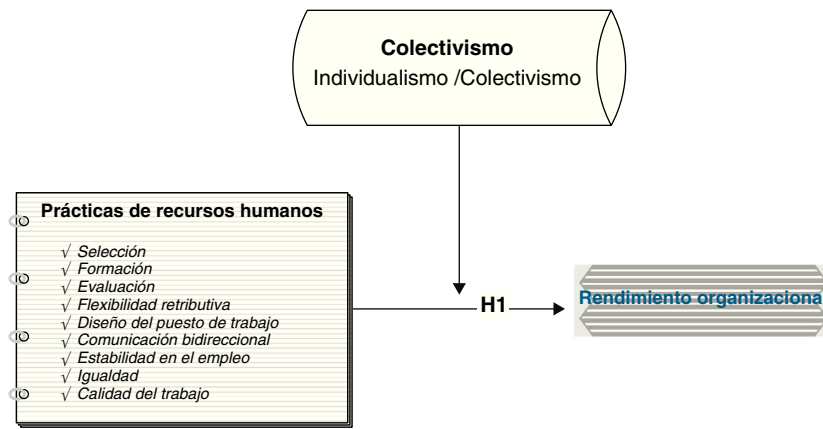 Colectivismo
Individualismo /Colectivismo
Prácticas de recursos humanos
√ Selección
√ Formación
√ Evaluación
√ Flexibilidad retributiva
√ Diseño del puesto de trabajo
√ Comunicación bidireccional
√ Estabilidad en el empleo
√ Igualdad
√ Calidad del trabajo
H1
Rendimiento organizaciona